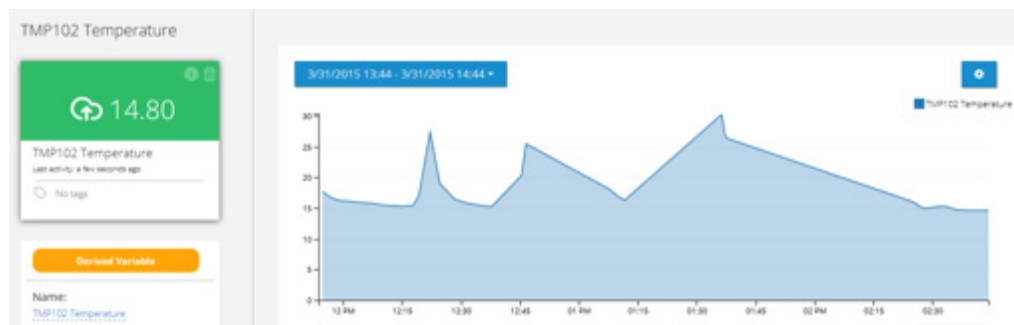 TMP102 Temperature
14.80
TMP102 Temperature
Last activity: a few seconds ago
No tags
Derived Variable
Name:
TMP102 Temperature
3/31/2015 13:44 - 3/31/2015 14:44
TMP102 Temperature
30
25
20
15
10
5
0
12 PM 12:15 12:30 12:45 01 PM 01:15 01:30 01:45 02 PM 02:15 02:30